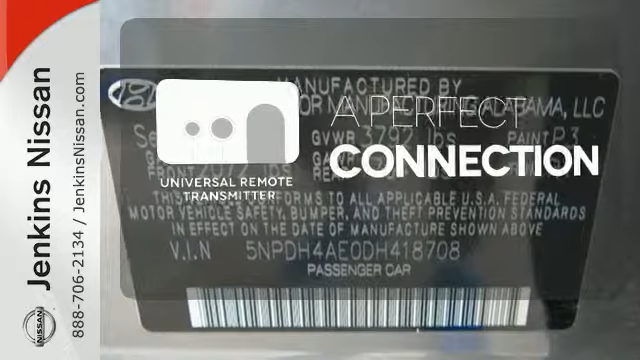 Jenkins Nissan
888-706-2134 / JenkinsNissan.com
NISSAN
MANUFACTURED BY
ALABAMA, LLC
A PERFECT
CONNECTION
GVWR 3792 lbs
PAINT P3
FRONT
UNIVERSAL REMOTE
TRANSMITTER
TO ALL APPLICABLE U.S.A. FEDERAL
MOTOR VEHICLE SAFETY, BUMPER, AND THEFT PREVENTION STANDARDS
IN EFFECT ON THE DATE OF MANUFACTURE SHOWN ABOVE
V.I.N 5NPDH4AE0DH418708
PASSENGER CAR